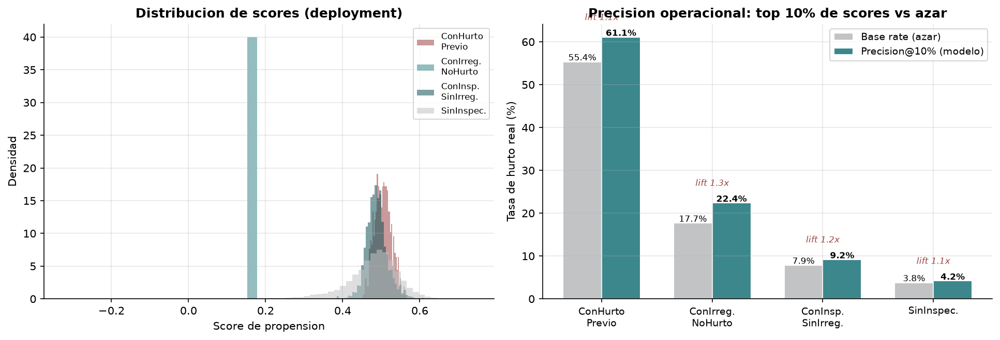 Distribucion de scores (deployment)
Densidad
40
35
30
25
20
15
10
5
0
−0.2
0.0
0.2
0.4
0.6
Score de propension
ConHurto
Previo
ConIrreg.
NoHurto
ConInsp.
SinIrreg.
SinInspec.
Precision operacional: top 10% de scores vs azar
lift 1.1x
Tasa de hurto real (%)
60
50
40
30
20
10
0
Base rate (azar)
Precision@10% (modelo)
55.4%
61.1%
lift 1.3x
17.7%
22.4%
lift 1.2x
7.9%
9.2%
lift 1.1x
3.8%
4.2%
ConHurto
Previo
ConIrreg.
NoHurto
ConInsp.
SinIrreg.
SinInspec.